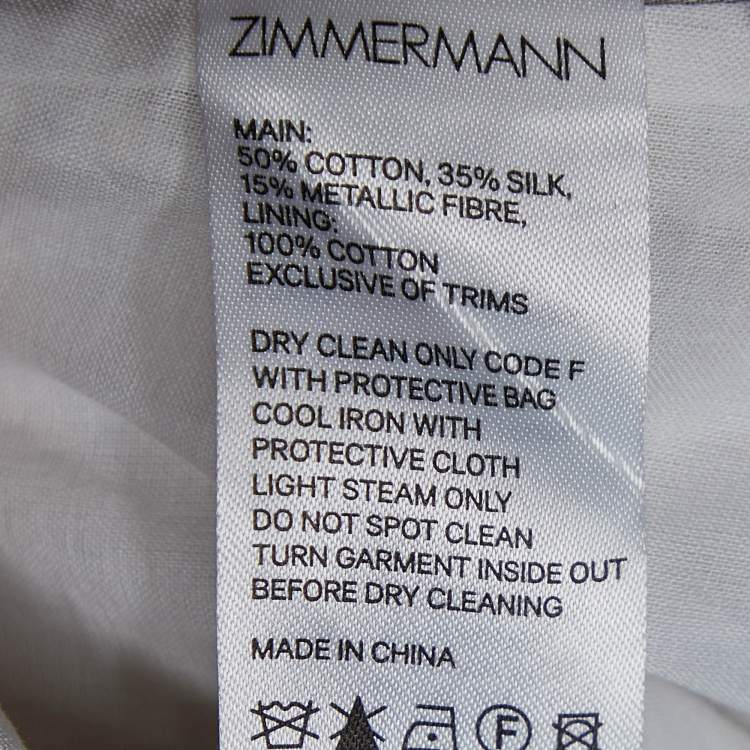 ZIMMERMANN
MAIN:
50% COTTON, 35% SILK,
15% METALLIC FIBRE,
LINING:
100% COTTON
EXCLUSIVE OF TRIMS
DRY CLEAN ONLY CODE F
WITH PROTECTIVE BAG
COOL IRON WITH
PROTECTIVE CLOTH
LIGHT STEAM ONLY
DO NOT SPOT CLEAN
TURN GARMENT INSIDE OUT
BEFORE DRY CLEANING
MADE IN CHINA
F